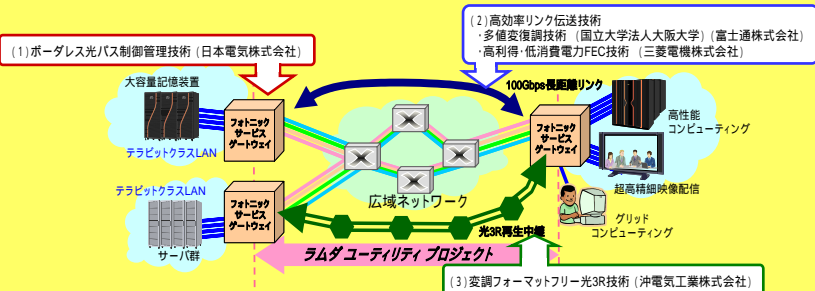 (1)ボーダレス光パス制御管理技術 (日本電気株式会社)
(2)高効率リンク伝送技術
・多値変復調技術 (国立大学法人大阪大学) (富士通株式会社)
・高利得・低消費電力FEC技術 (三菱電機株式会社)
大容量記憶装置
テラビットクラスLAN
フォトニック
サービス
ゲートウェイ
100Gbps長距離リンク
フォトニック
サービス
ゲートウェイ
高性能
コンピューティング
超高精細映像配信
テラビットクラスLAN
サーバ群
フォトニック
サービス
ゲートウェイ
広域ネットワーク
光3R再生中継
グリッド
コンピューティング
ラムダ ユーティリティ プロジェクト
(3)変調フォーマットフリー光3R技術 (沖電気工業株式会社)